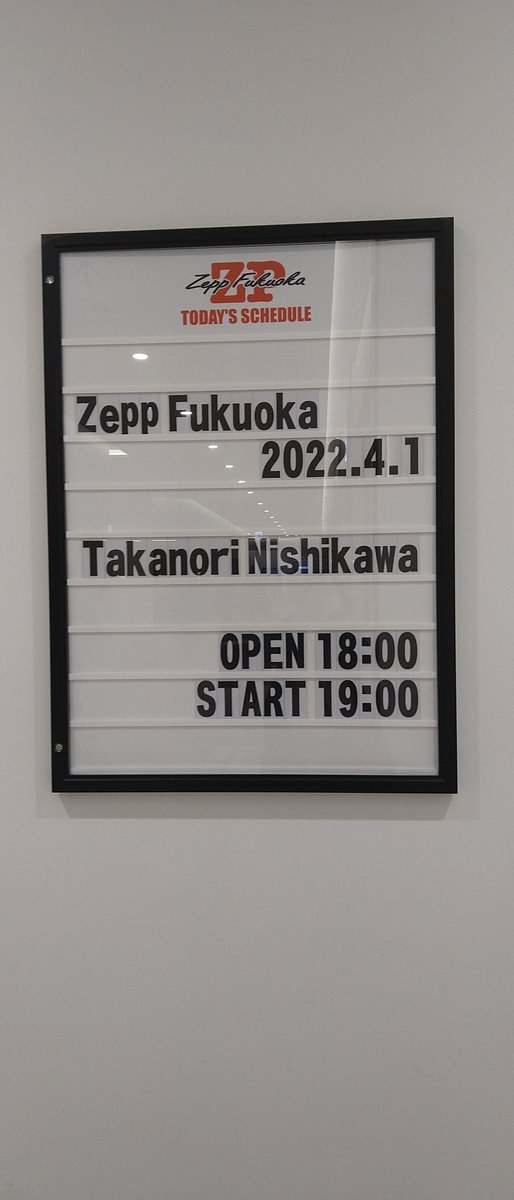 ZP
Zepp Fukuoka
TODAY'S SCHEDULE
Zepp Fukuoka
2022.4.1
Takanori Nishikawa
OPEN 18:00
START 19:00